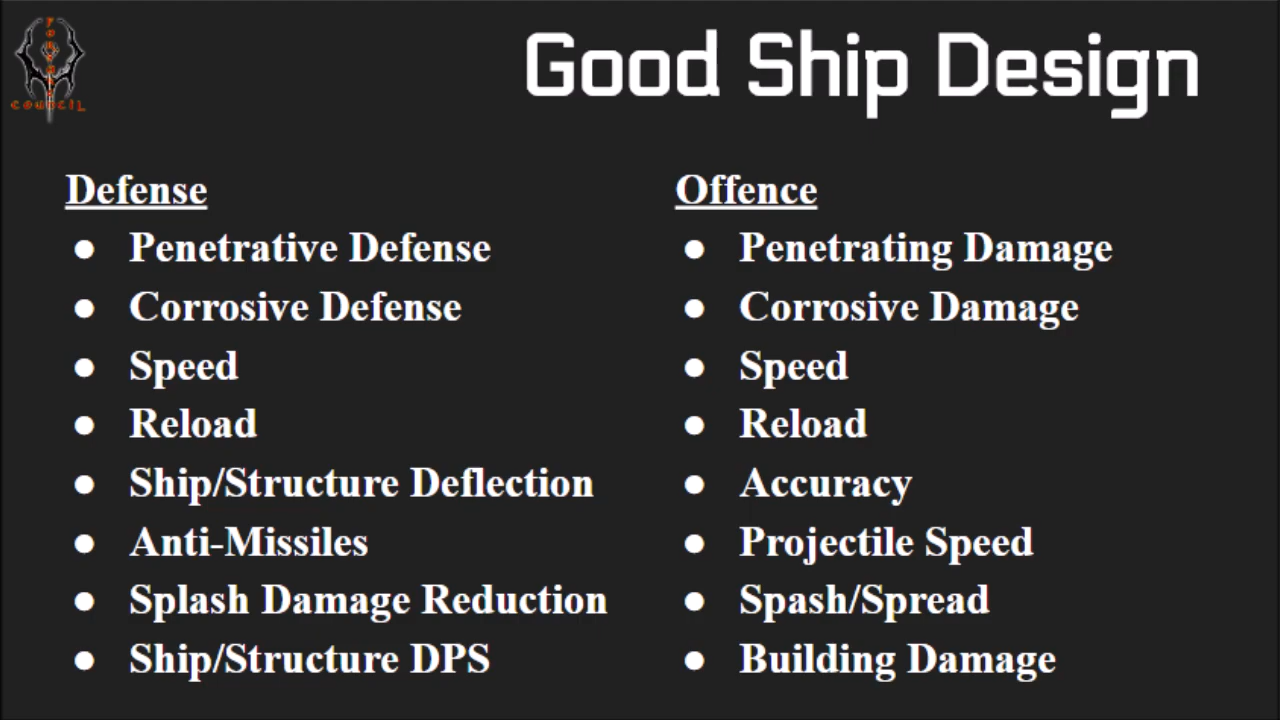 COUNCIL
Good Ship Design
Defense
● Penetrative Defense
● Corrosive Defense
● Speed
● Reload
● Ship/Structure Deflection
● Anti-Missiles
● Splash Damage Reduction
● Ship/Structure DPS
Offence
● Penetrating Damage
● Corrosive Damage
● Speed
● Reload
● Accuracy
● Projectile Speed
● Spash/Spread
● Building Damage